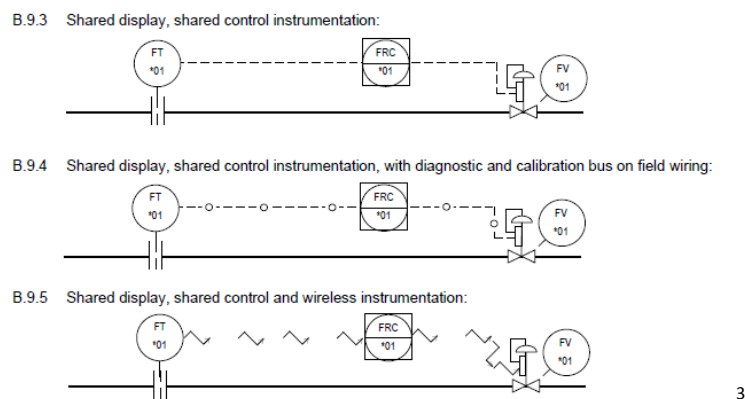 B.9.3 Shared display, shared control instrumentation:
FT
*01
FRC
*01
FV
*01
B.9.4 Shared display, shared control instrumentation, with diagnostic and calibration bus on field wiring:
FT
*01
FRC
*01
FV
*01
B.9.5 Shared display, shared control and wireless instrumentation:
FT
*01
FRC
*01
FV
*01
3